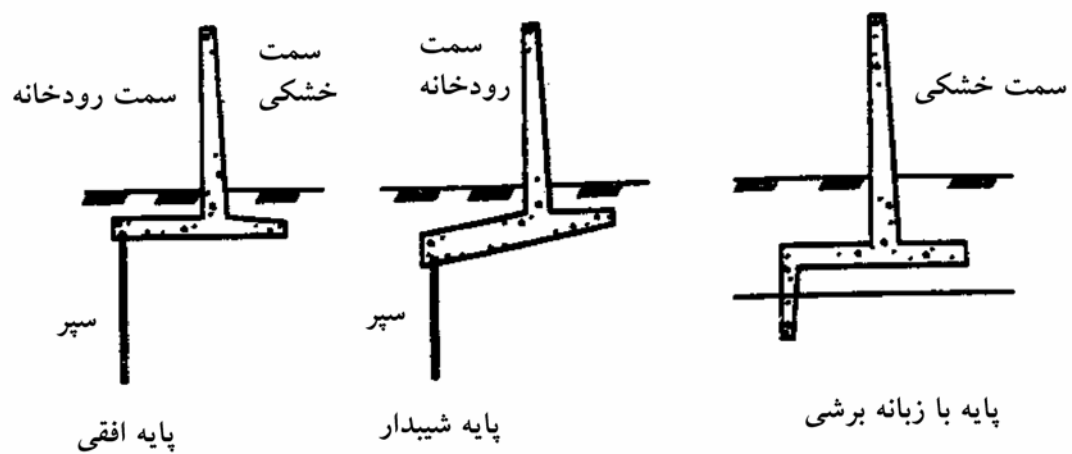 سمت خشکی
سمت
رودخانه
سمت
خشکی
سمت رودخانه
سپر
سپر
پایه با زبانه برشی
پایه شیبدار
پایه افقی